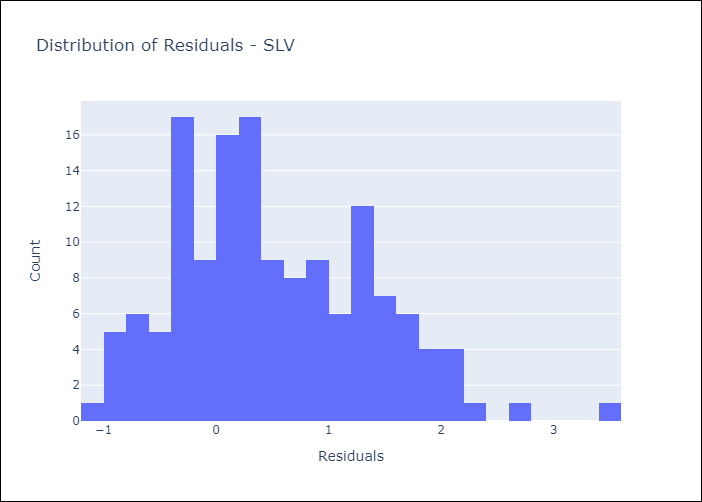 Distribution of Residuals - SLV
16
14
12
10
8
6
4
2
0
Count
−1 0 1 2 3
Residuals